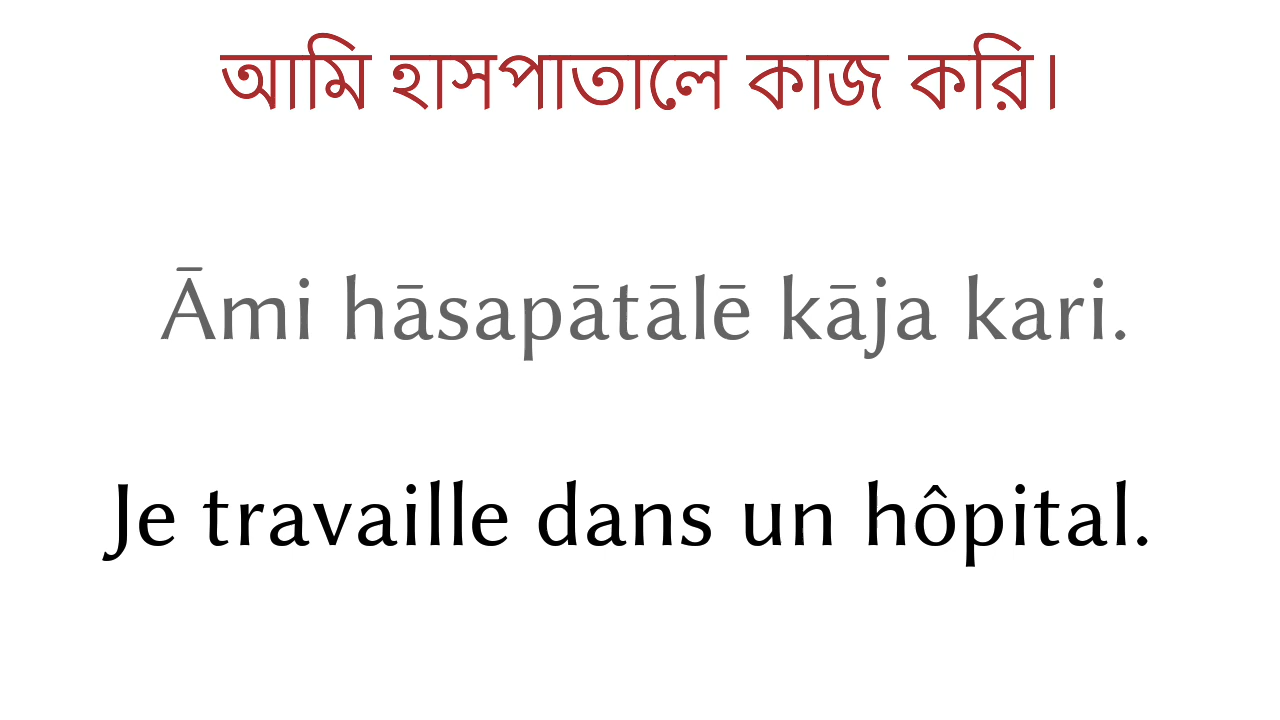 আমি হাসপাতালে কাজ করি।
Āmi hāsapātālē kāja kari.
Je travaille dans un hôpital.